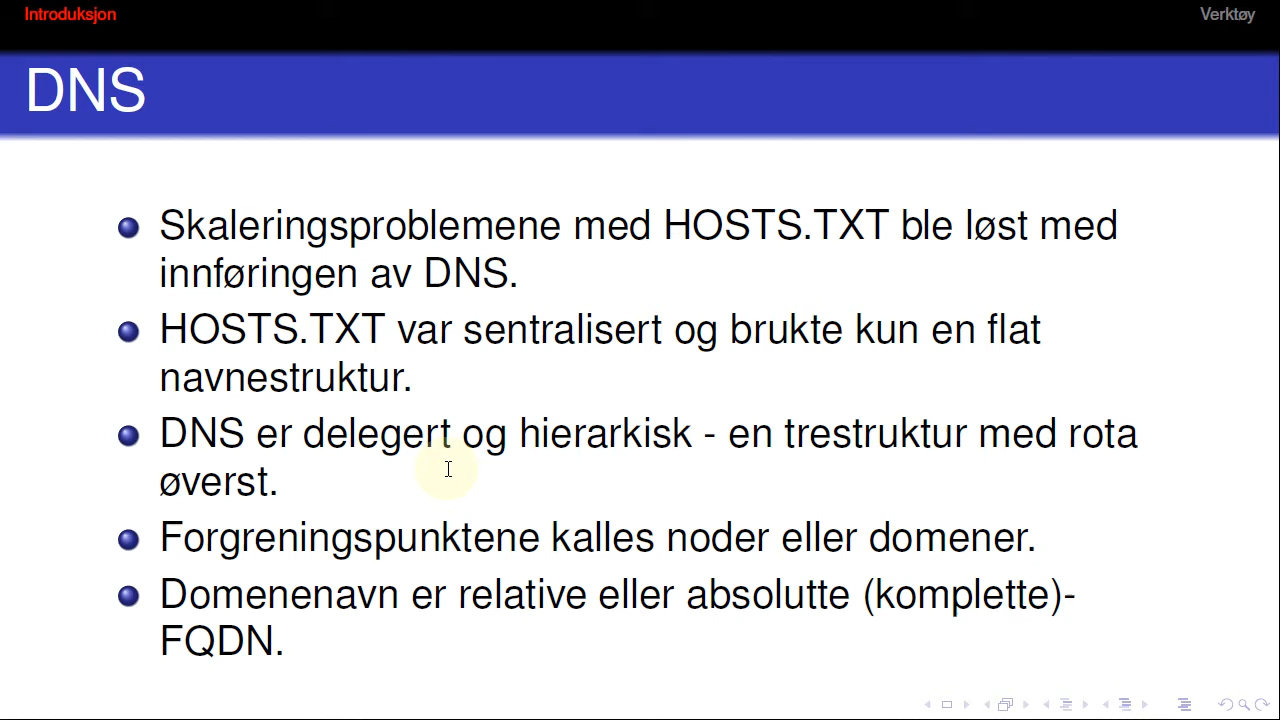 Introduksjon
Verktøy
DNS
Skaleringsproblemene med HOSTS.TXT ble løst med
innføringen av DNS.
HOSTS.TXT var sentralisert og brukte kun en flat
navnestruktur.
DNS er delegert og hierarkisk - en trestruktur med rota
øverst.
Forgreningspunktene kalles noder eller domener.
Domenenavn er relative eller absolutte (komplette)-
FQDN.